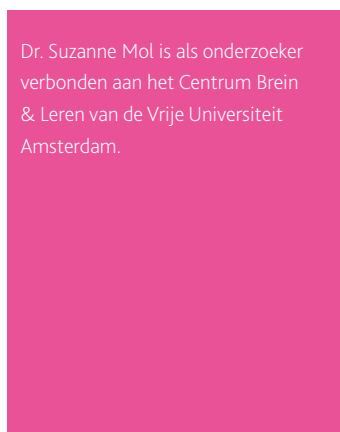 Dr. Suzanne Mol is als onderzoeker
verbonden aan het Centrum Brein
& Leren van de Vrije Universiteit
Amsterdam.